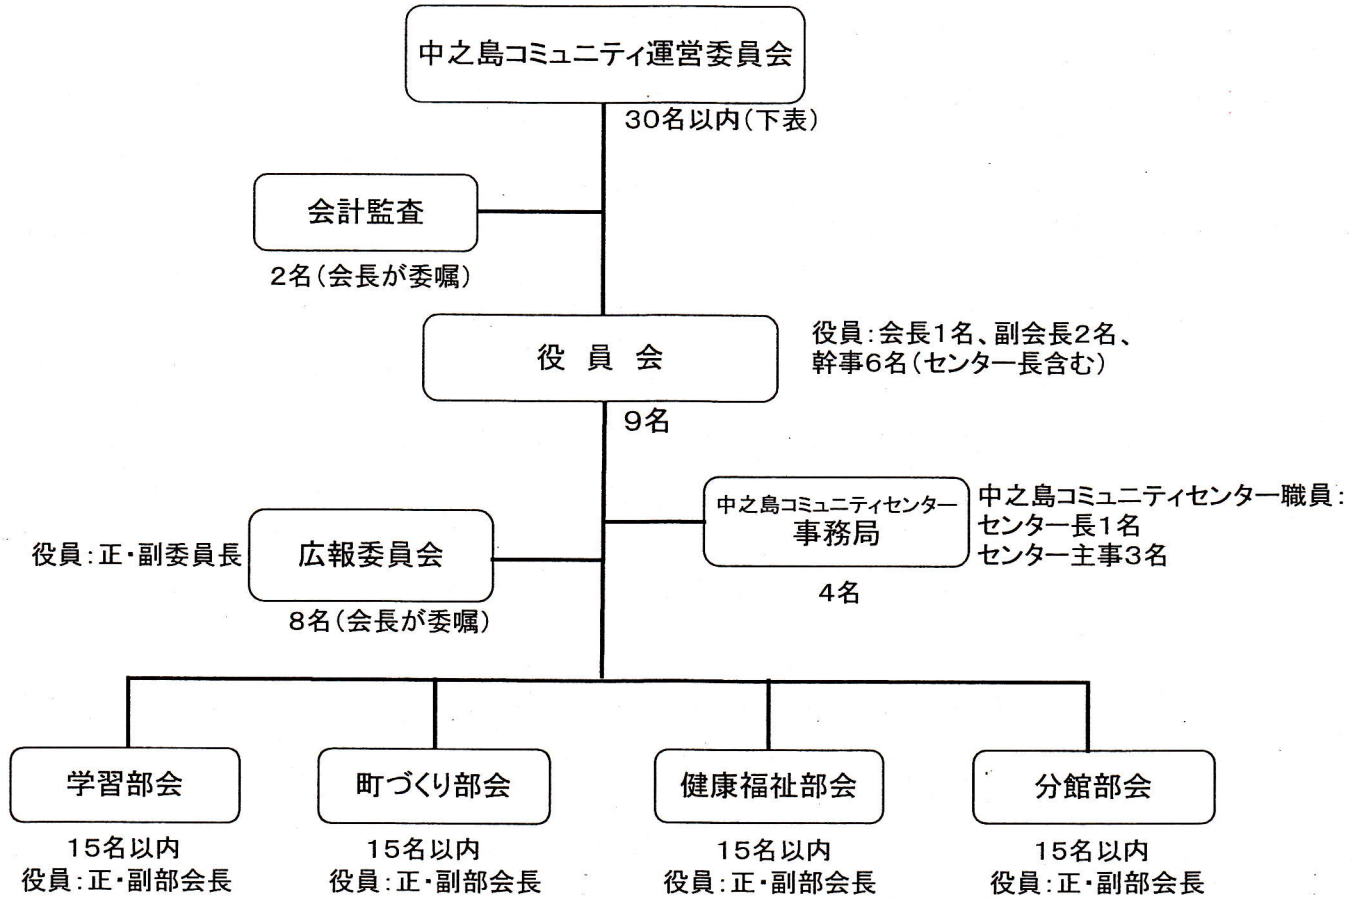 中之島コミュニティ運営委員会
30名以内(下表)
会計監査
2名(会長が委嘱)
役員会
9名
役員:会長1名、副会長2名、
幹事6名(センター長含む)
中之島コミュニティセンター
事務局
4名
中之島コミュニティセンター職員:
センター長1名
センター主事3名
役員:正・副委員長
広報委員会
8名(会長が委嘱)
学習部会
15名以内
役員:正・副部会長
町づくり部会
15名以内
役員:正・副部会長
健康福祉部会
15名以内
役員:正・副部会長
分館部会
15名以内
役員:正・副部会長